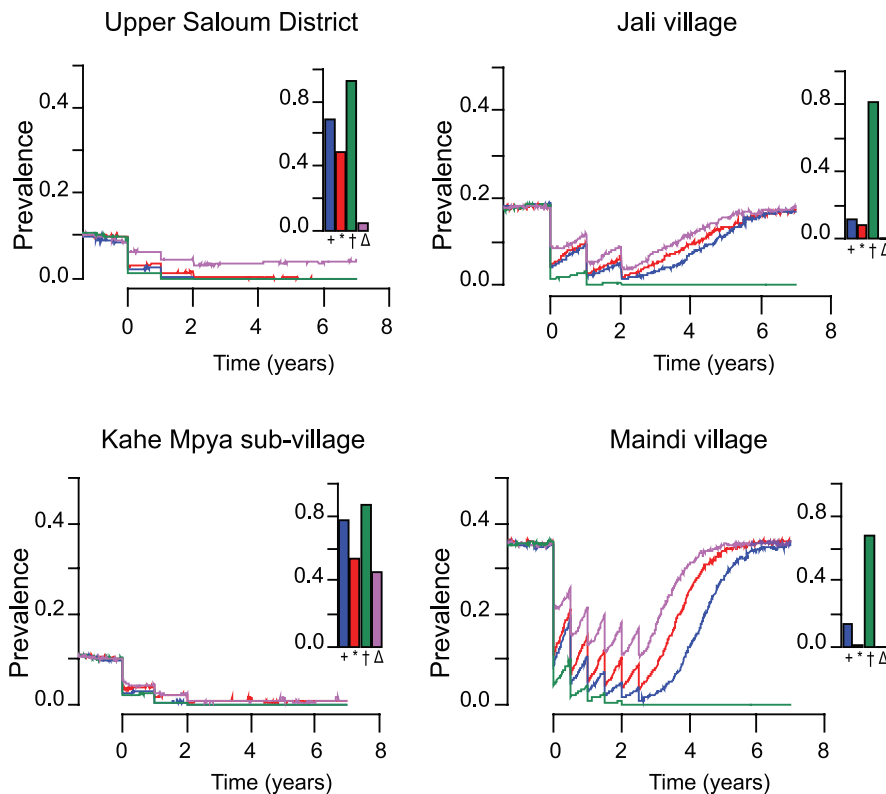 Upper Saloum District
Prevalence
0.4
0.2
0.0
0.8
0.4
0.0
+ * † Δ
0 2 4 6 8
Time (years)
Jali village
Prevalence
0.4
0.2
0.0
0.8
0.4
0.0
+ * † Δ
0 2 4 6 8
Time (years)
Kahe Mpya sub-village
Prevalence
0.4
0.2
0.0
0.8
0.4
0.0
+ * † Δ
0 2 4 6 8
Time (years)
Maindi village
Prevalence
0.4
0.2
0.0
0.8
0.4
0.0
+ * † Δ
0 2 4 6 8
Time (years)